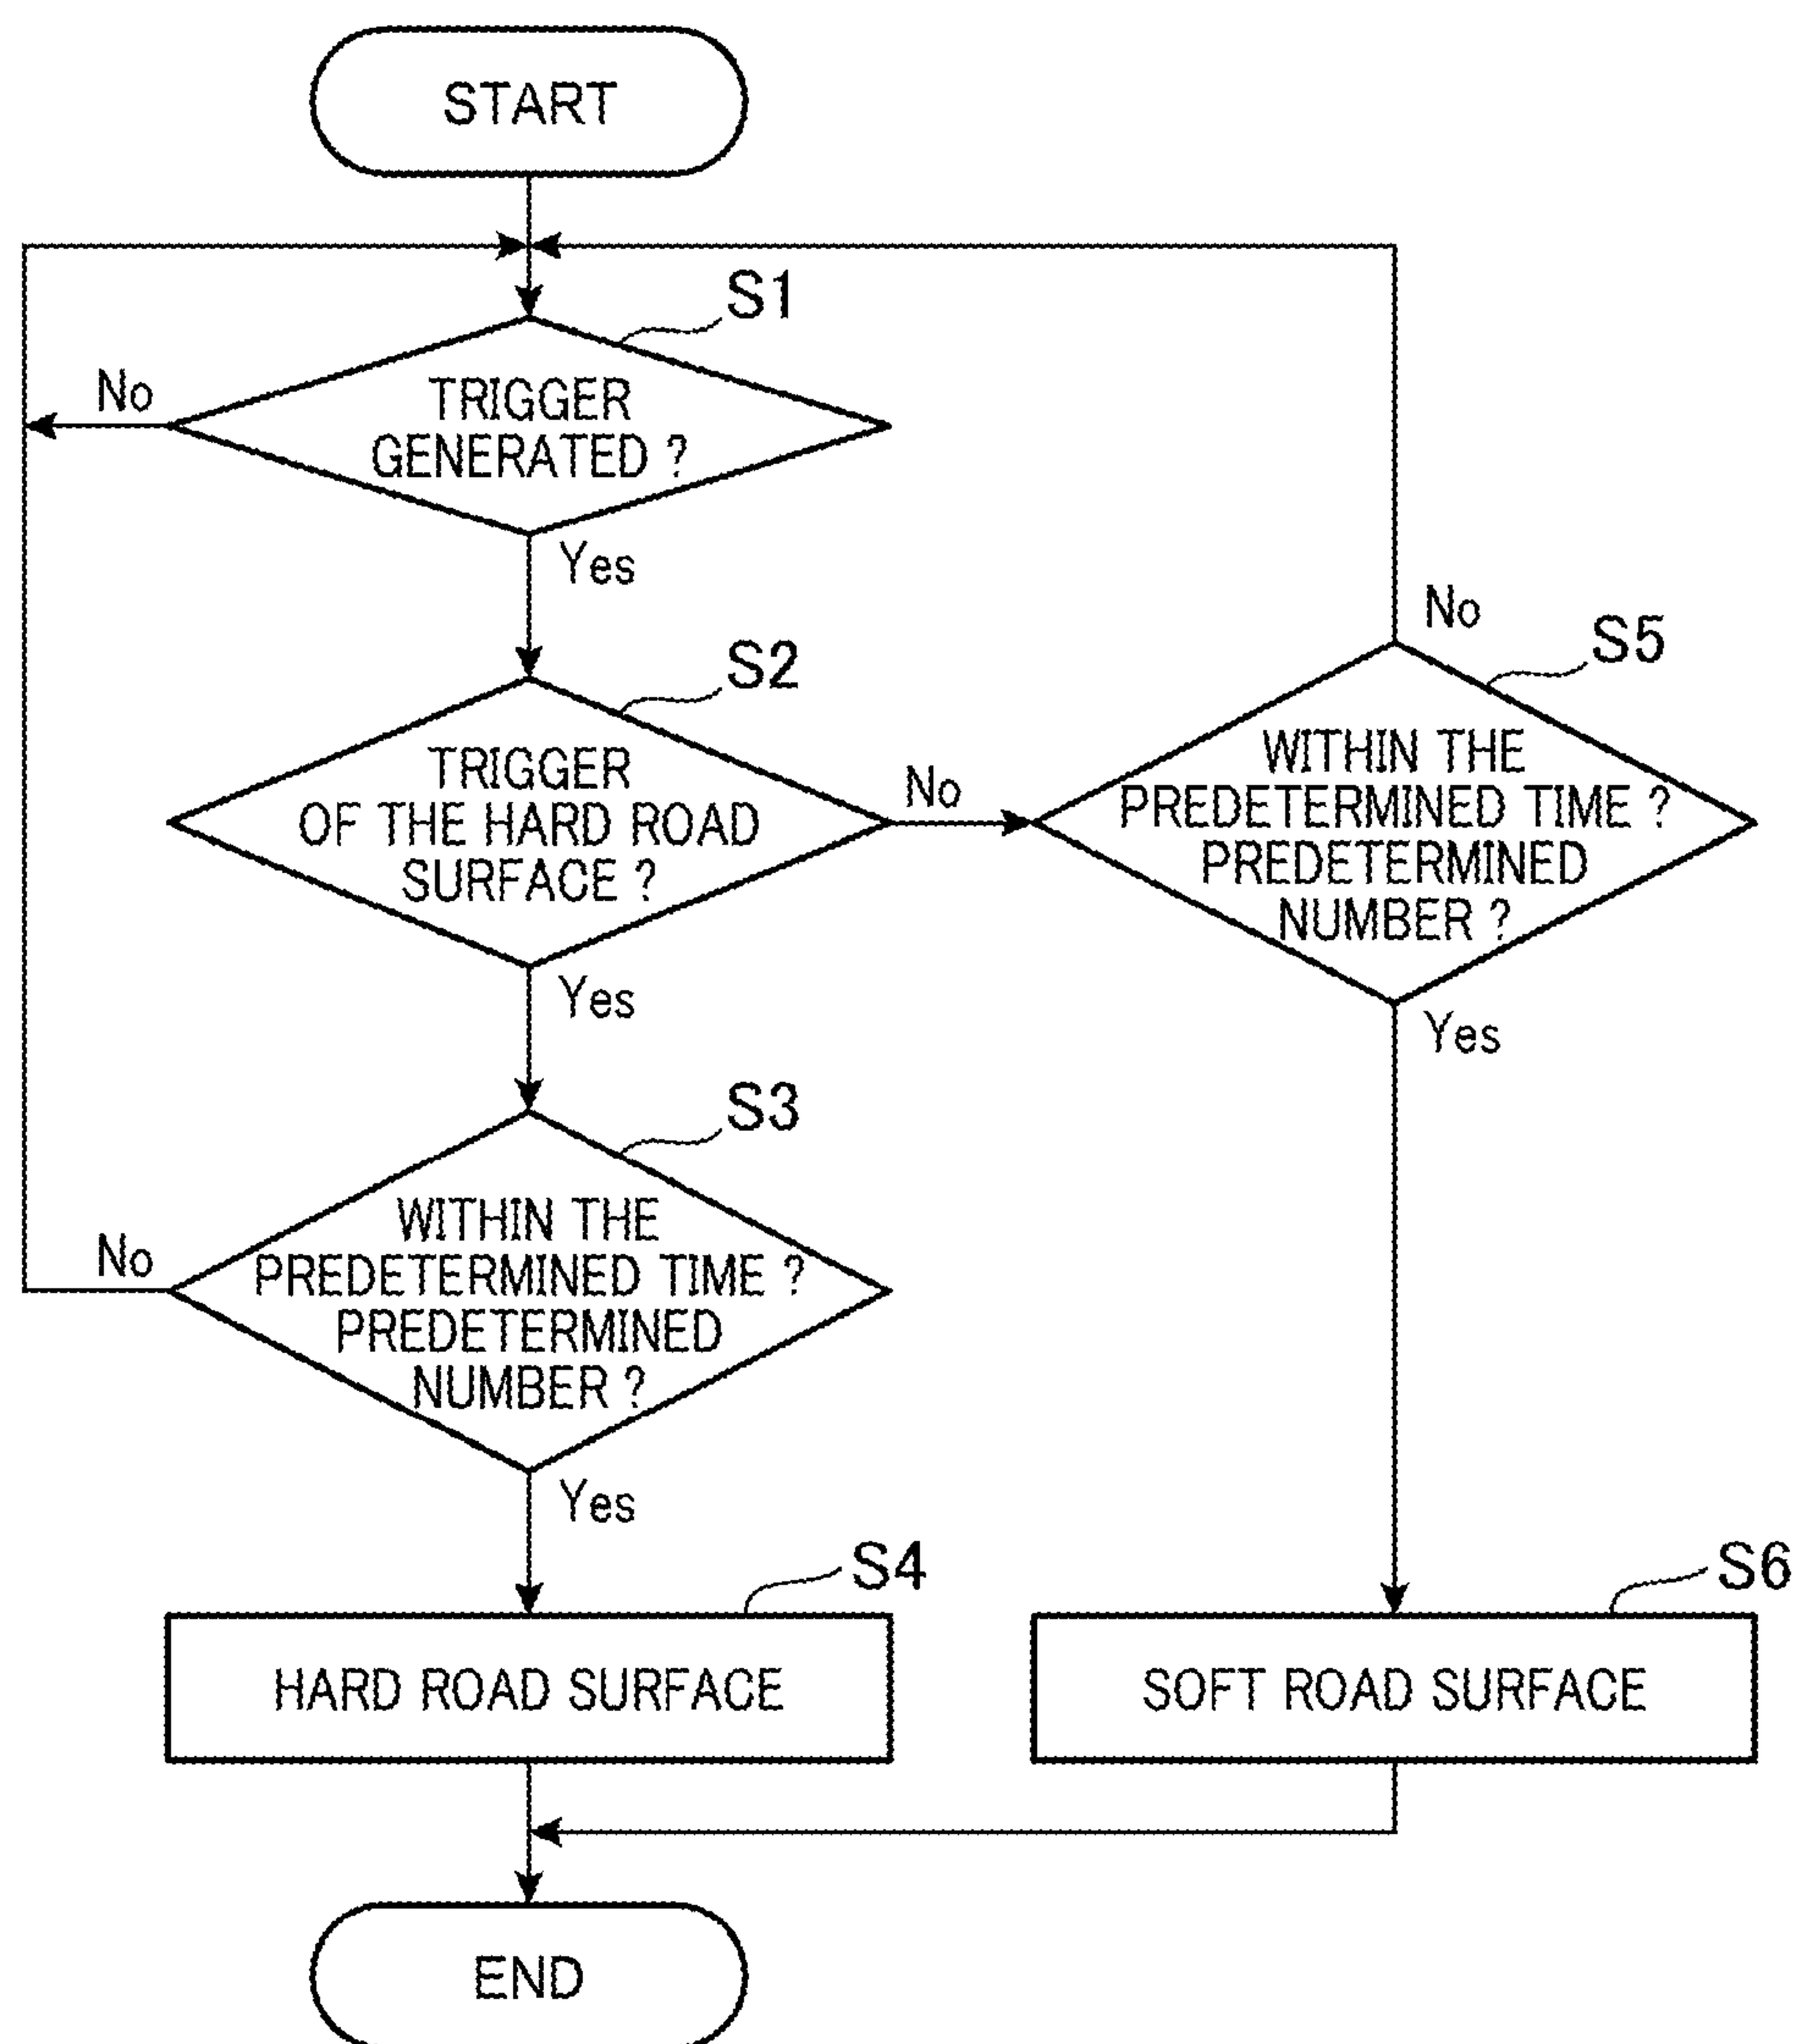 START
S1
No
TRIGGER
GENERATED ?
Yes
S2
TRIGGER
OF THE HARD ROAD
SURFACE ?
No
Yes
No
S5
WITHIN THE
PREDETERMINED TIME ?
PREDETERMINED
NUMBER ?
Yes
S3
WITHIN THE
PREDETERMINED TIME ?
PREDETERMINED
NUMBER ?
No
Yes
S4
HARD ROAD SURFACE
S6
SOFT ROAD SURFACE
END